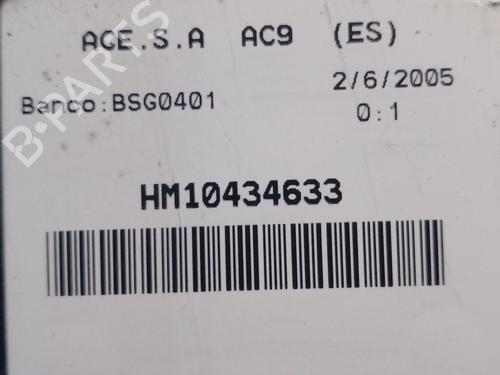 ACE.S.A AC9 (ES)
2/6/2005
Banco:BSG0401
0:1
HM10434633
B-PARTS